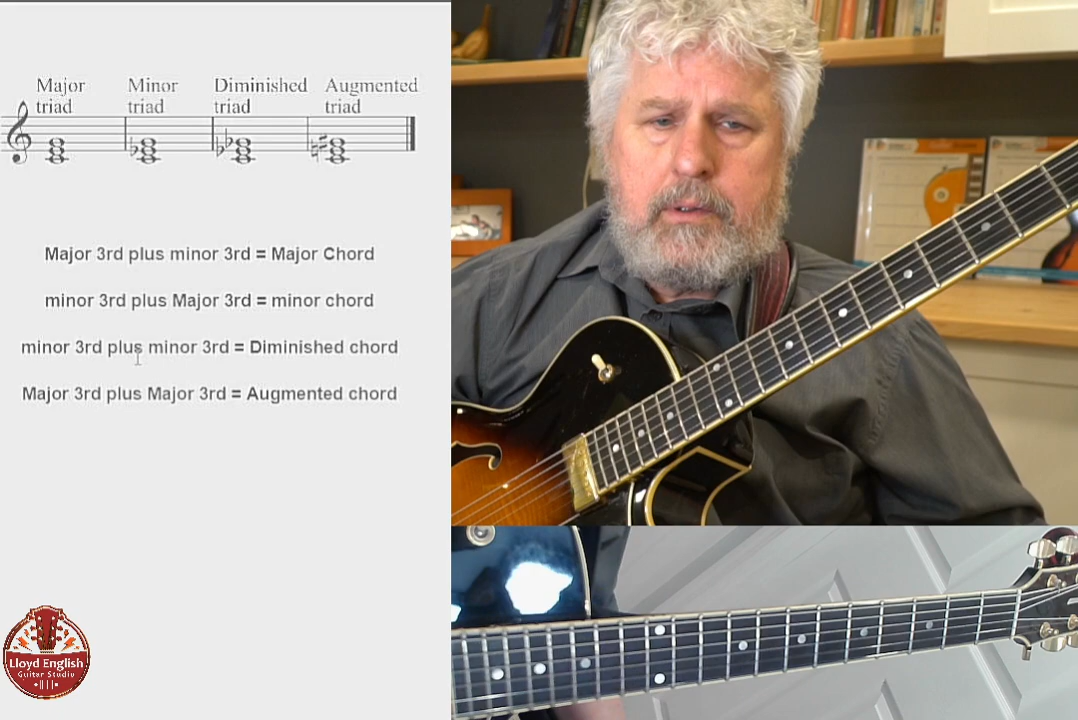 Major Minor Diminished Augmented
triad triad triad triad
Major 3rd plus minor 3rd = Major Chord
minor 3rd plus Major 3rd = minor chord
minor 3rd plus minor 3rd = Diminished chord
Major 3rd plus Major 3rd = Augmented chord
Lloyd English
Guitar Studio